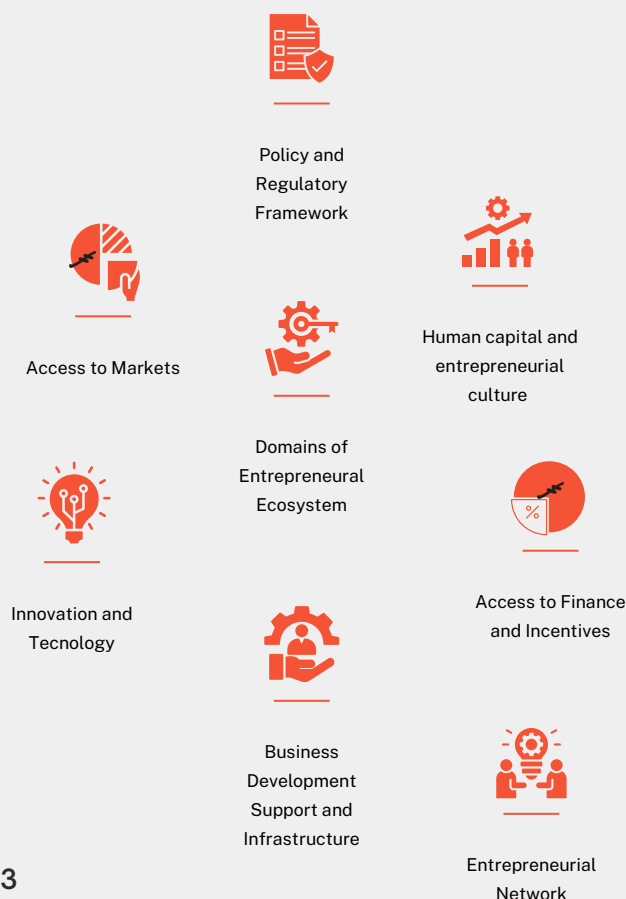 Policy and
Regulatory
Framework
Access to Markets
Human capital and
entrepreneurial
culture
Domains of
Entrepreneural
Ecosystem
Innovation and
Tecnology
%
Access to Finance
and Incentives
Business
Development
Support and
Infrastructure
Entrepreneurial
Network
3